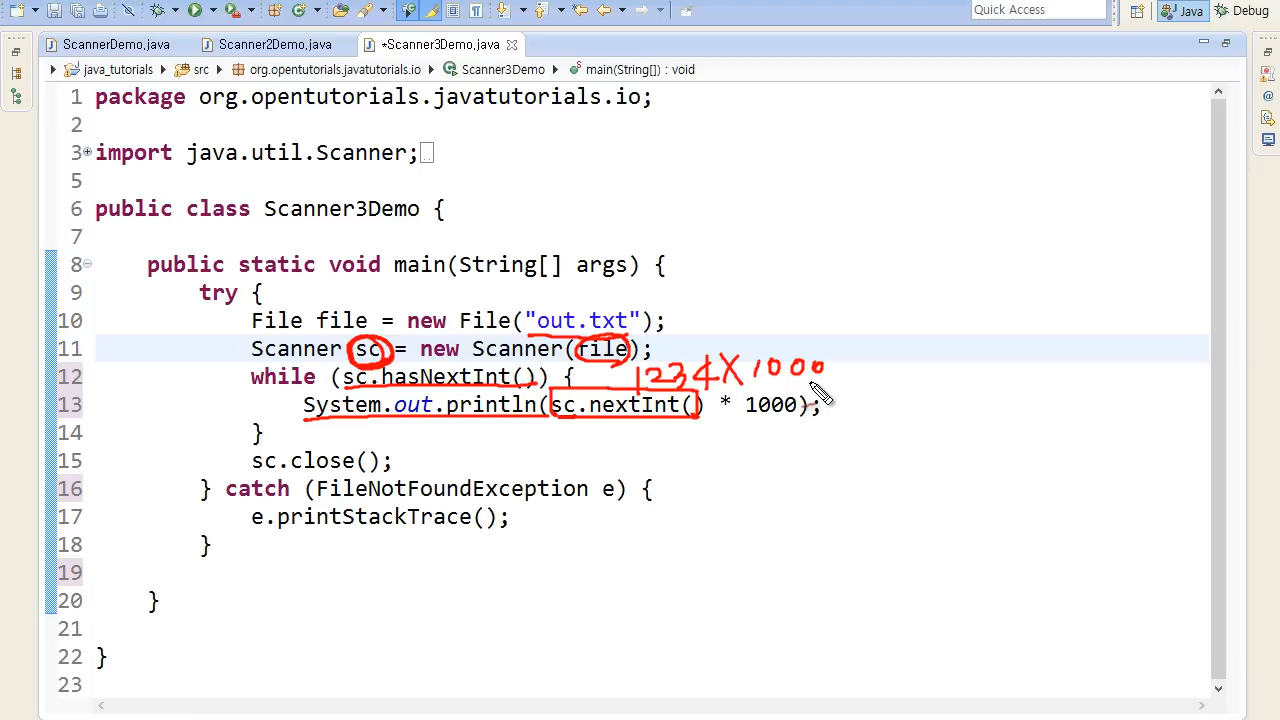 Quick Access
Java
Debug
ScannerDemo.java
Scanner2Demo.java
*Scanner3Demo.java
java_tutorials
src
org.opentutorials.javatutorials.io
Scanner3Demo
main(String[]) : void
1 package org.opentutorials.javatutorials.io;
2
3 import java.util.Scanner;
5
6 public class Scanner3Demo {
7
8 public static void main(String[] args) {
9 try {
10 File file = new File("out.txt");
11 Scanner sc = new Scanner(file);
1234X1000
12 while (sc.hasNextInt()) {
13 System.out.println(sc.nextInt() * 1000);
14 }
15 sc.close();
16 } catch (FileNotFoundException e) {
17 e.printStackTrace();
18 }
19
20 }
21
22 }
23